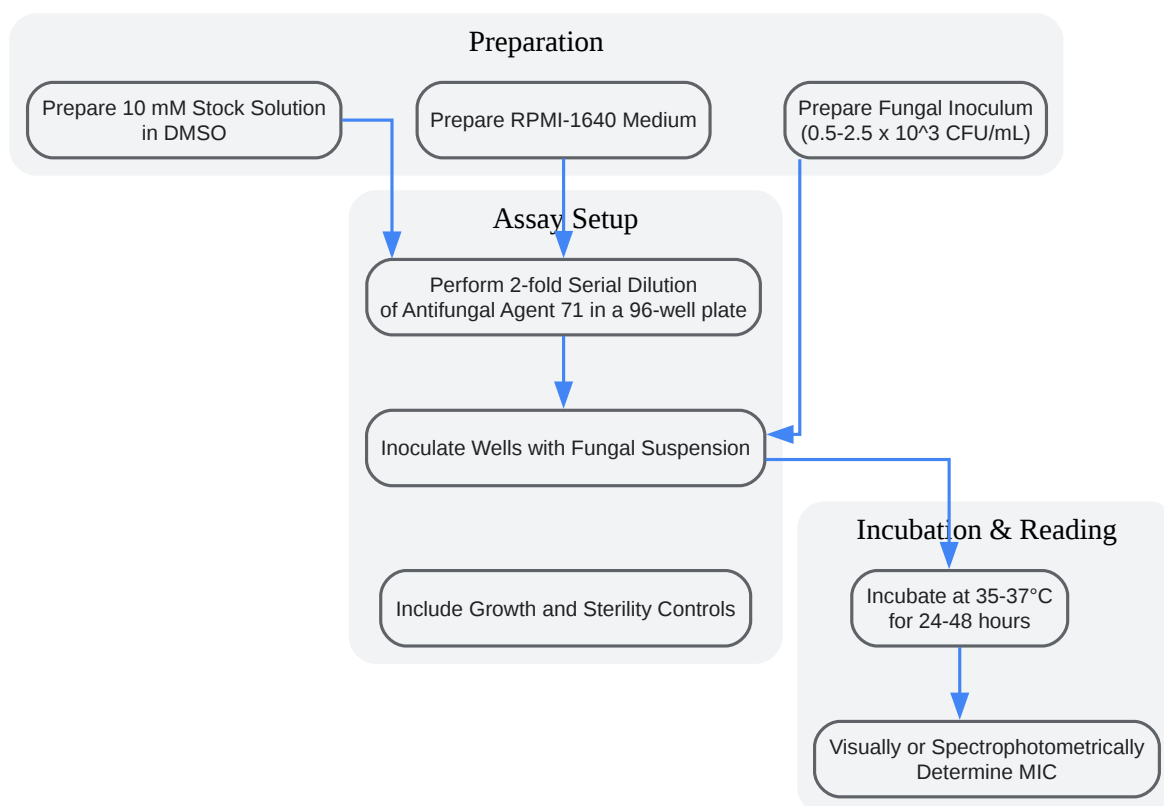 Preparation
Prepare 10 mM Stock Solution
in DMSO
Prepare RPMI-1640 Medium
Prepare Fungal Inoculum
(0.5-2.5 x 10^3 CFU/mL)
Assay Setup
Perform 2-fold Serial Dilution
of Antifungal Agent 71 in a 96-well plate
Inoculate Wells with Fungal Suspension
Include Growth and Sterility Controls
Incubation & Reading
Incubate at 35-37°C
for 24-48 hours
Visually or Spectrophotometrically
Determine MIC